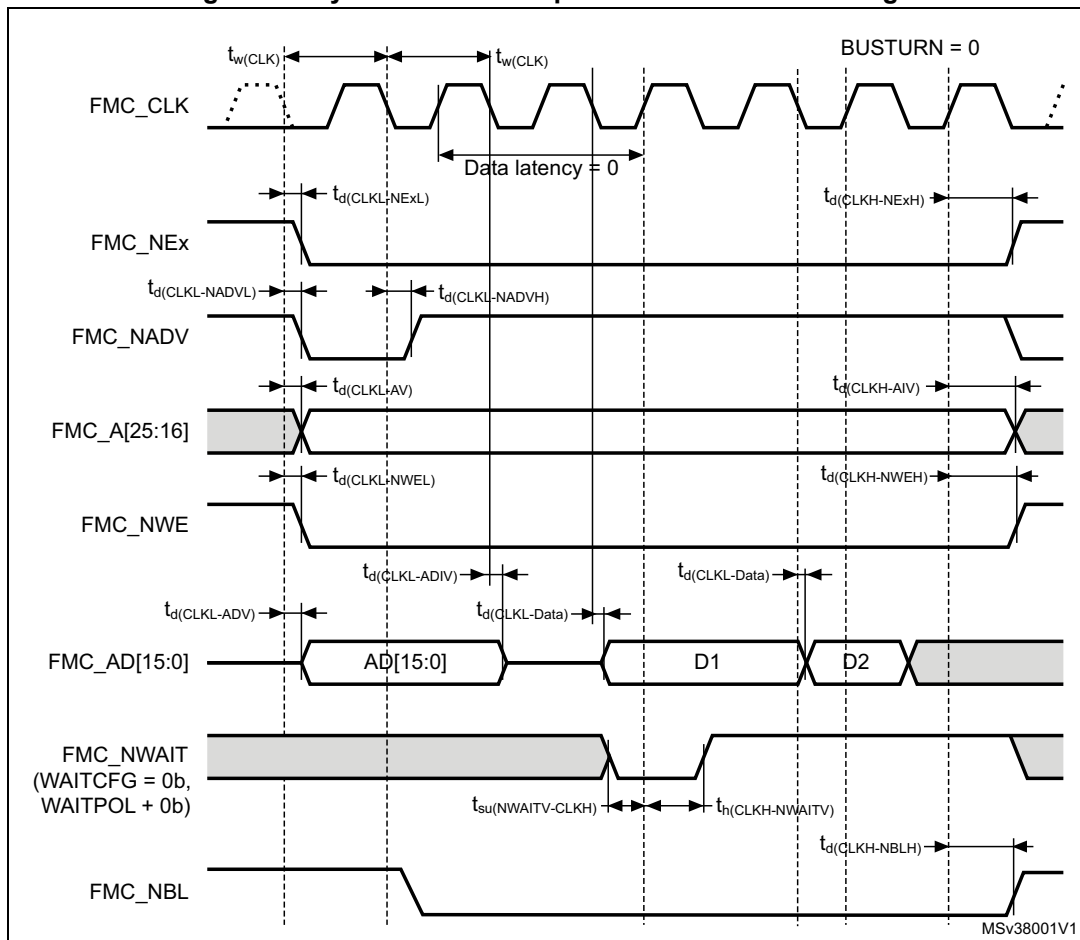 BUSTURN = 0
tw(CLK)
tw(CLK)
FMC_CLK
Data latency = 0
td(CLKL-NExL)
td(CLKH-NExH)
FMC_NEx
td(CLKL-NADVL)
td(CLKL-NADVH)
FMC_NADV
td(CLKL-AV)
td(CLKH-AIV)
FMC_A[25:16]
td(CLKL-NWEL)
td(CLKH-NWEH)
FMC_NWE
td(CLKL-ADIV)
td(CLKL-Data)
td(CLKL-ADV)
td(CLKL-Data)
FMC_AD[15:0]
AD[15:0]
D1
D2
FMC_NWAIT
(WAITCFG = 0b,
WAITPOL + 0b)
tsu(NWAITV-CLKH)
th(CLKH-NWAITV)
td(CLKH-NBLH)
FMC_NBL
MSv38001V1